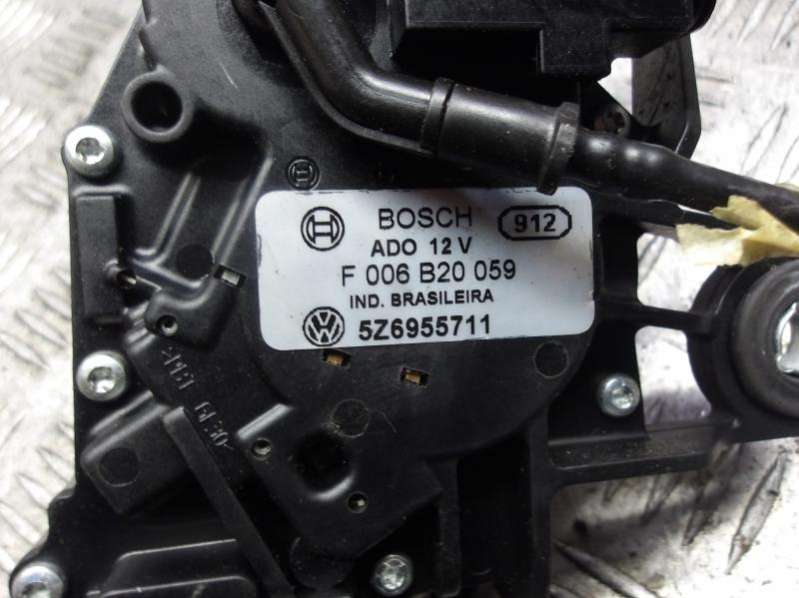 BOSCH 912
ADO 12 V
F 006 B20 059
IND. BRASILEIRA
5Z6955711